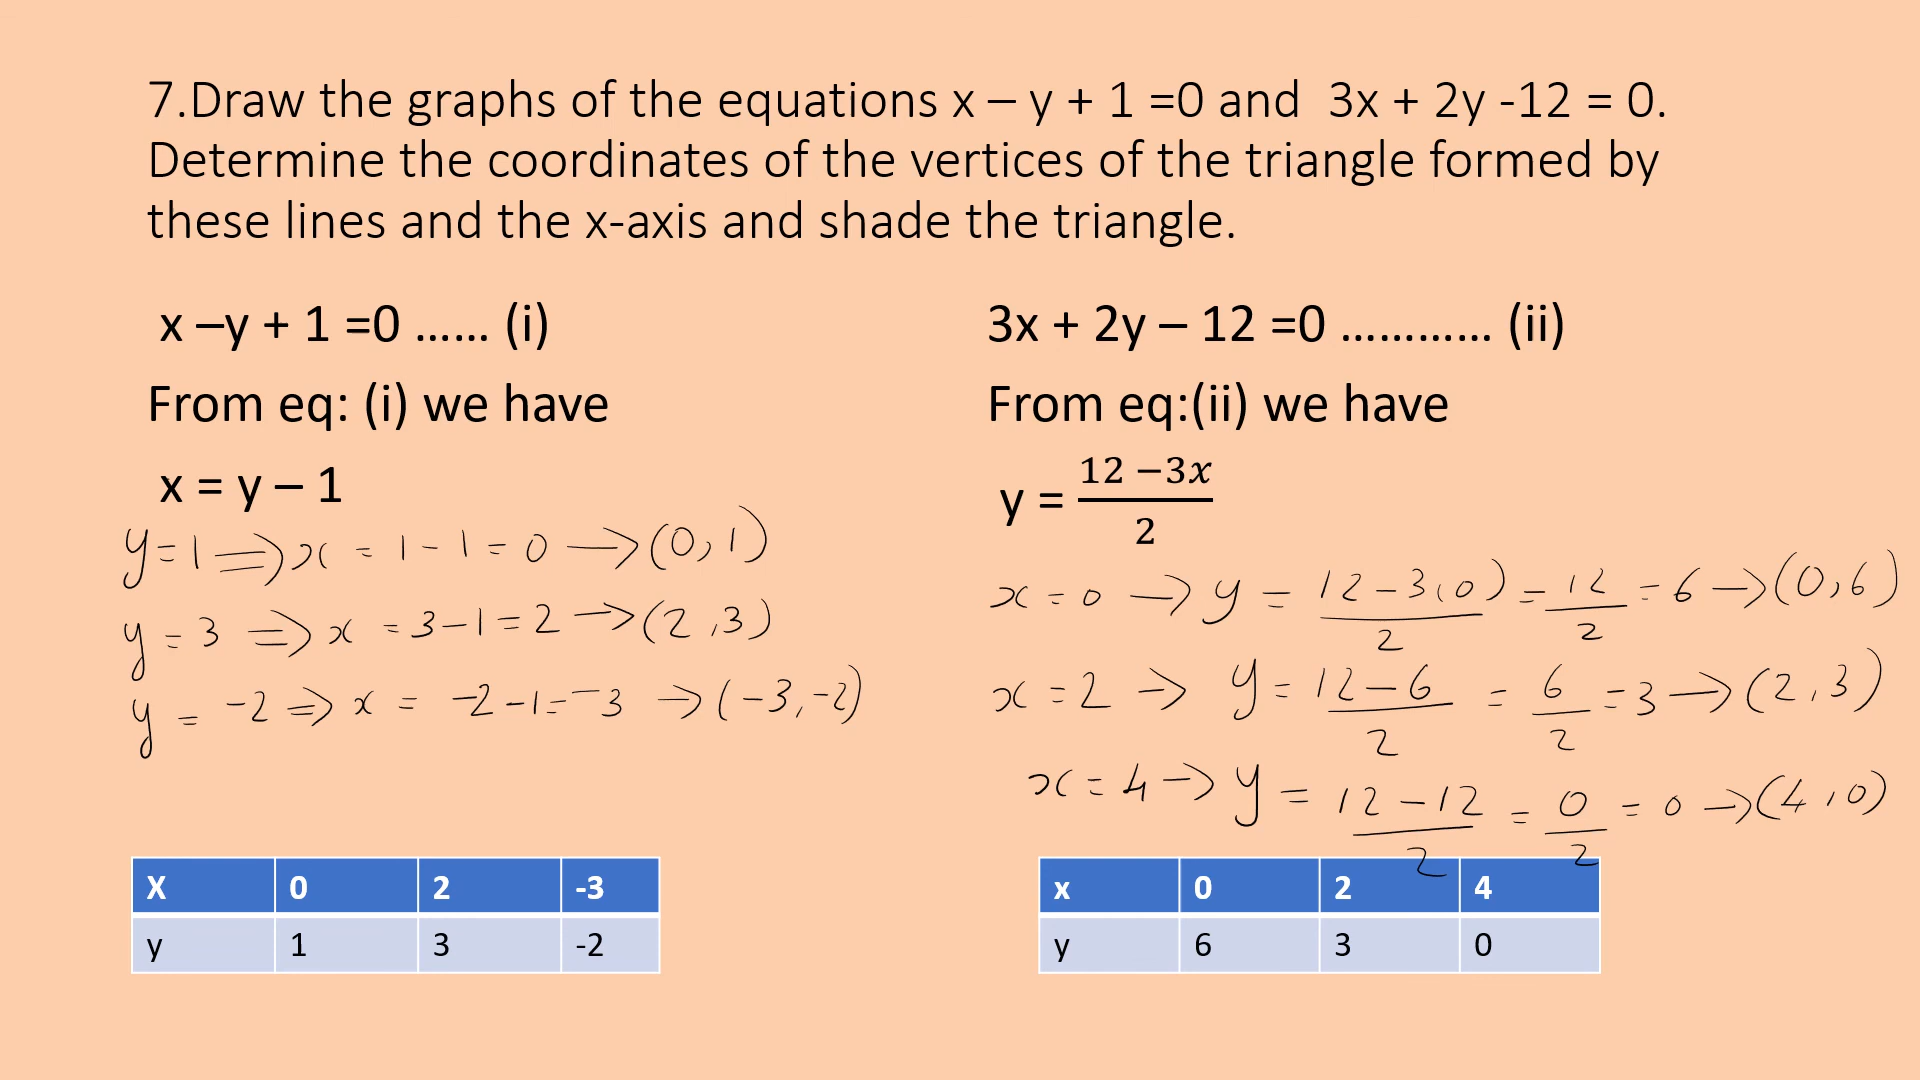 7.Draw the graphs of the equations x – y + 1 =0 and 3x + 2y -12 = 0.
Determine the coordinates of the vertices of the triangle formed by
these lines and the x-axis and shade the triangle.
x –y + 1 =0 …… (i)
From eq: (i) we have
x = y – 1
y = 1 ⟹ x = 1 - 1 = 0 → (0, 1)
y = 3 ⟹ x = 3 - 1 = 2 → (2, 3)
y = -2 ⟹ x = -2 - 1 = -3 → (-3, -2)
X 0 2 -3
y 1 3 -2
3x + 2y – 12 =0 ………… (ii)
From eq:(ii) we have
y = (12 −3x)/2
x = 0 → y = (12 - 3(0))/2 = 12/2 = 6 → (0, 6)
x = 2 → y = (12 - 6)/2 = 6/2 = 3 → (2, 3)
x = 4 → y = (12 - 12)/2 = 0/2 = 0 → (4, 0)
x 0 2 4
y 6 3 0